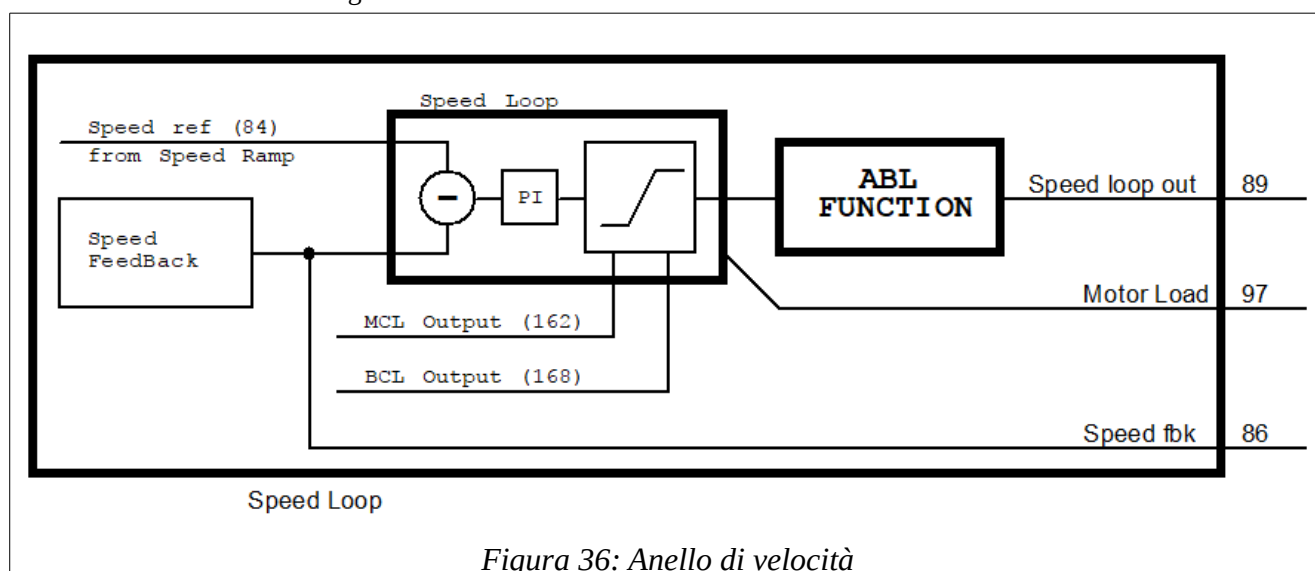 Speed Loop
Speed ref (84)
from Speed Ramp
Speed
FeedBack
-
PI
ABL
FUNCTION
Speed loop out 89
Motor Load 97
MCL Output (162)
BCL Output (168)
Speed fbk 86
Speed Loop
Figura 36: Anello di velocità